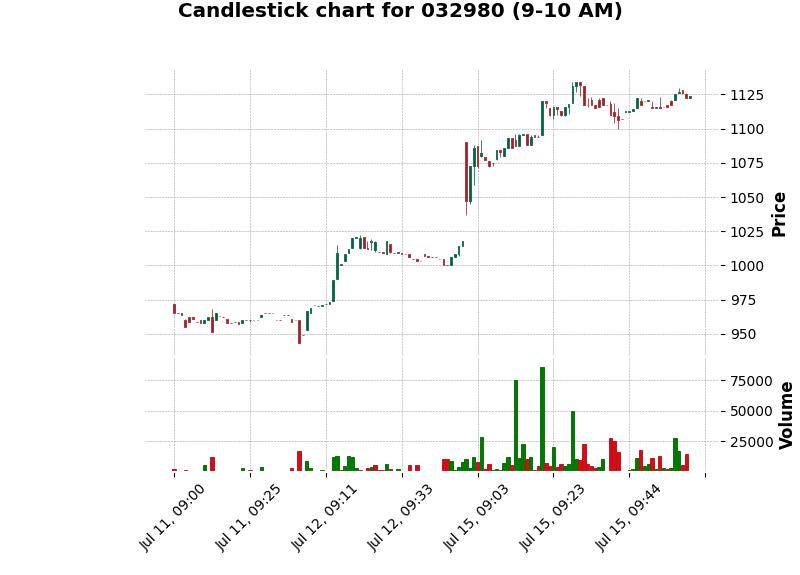 Candlestick chart for 032980 (9-10 AM)
1125
1100
1075
1050
1025
1000
975
950
Price
75000
50000
25000
Volume
Jul 11, 09:00
Jul 11, 09:25
Jul 12, 09:11
Jul 12, 09:33
Jul 15, 09:03
Jul 15, 09:23
Jul 15, 09:44